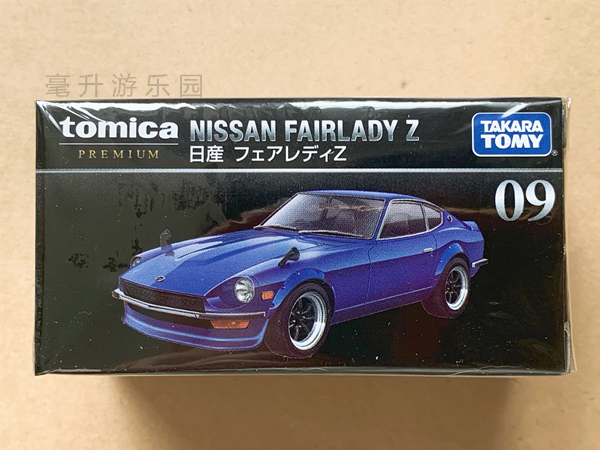 毫升游乐园
tomica
PREMIUM
NISSAN FAIRLADY Z
日産 フェアレディZ
TAKARA
TOMY
®
09